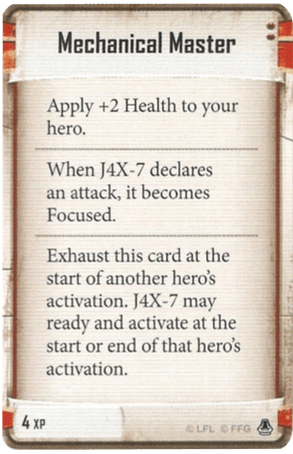 Mechanical Master
Apply +2 Health to your
hero.
When J4X-7 declares
an attack, it becomes
Focused.
Exhaust this card at the
start of another hero's
activation. J4X-7 may
ready and activate at the
start or end of that hero's
activation.
4 XP
© LFL © FFG